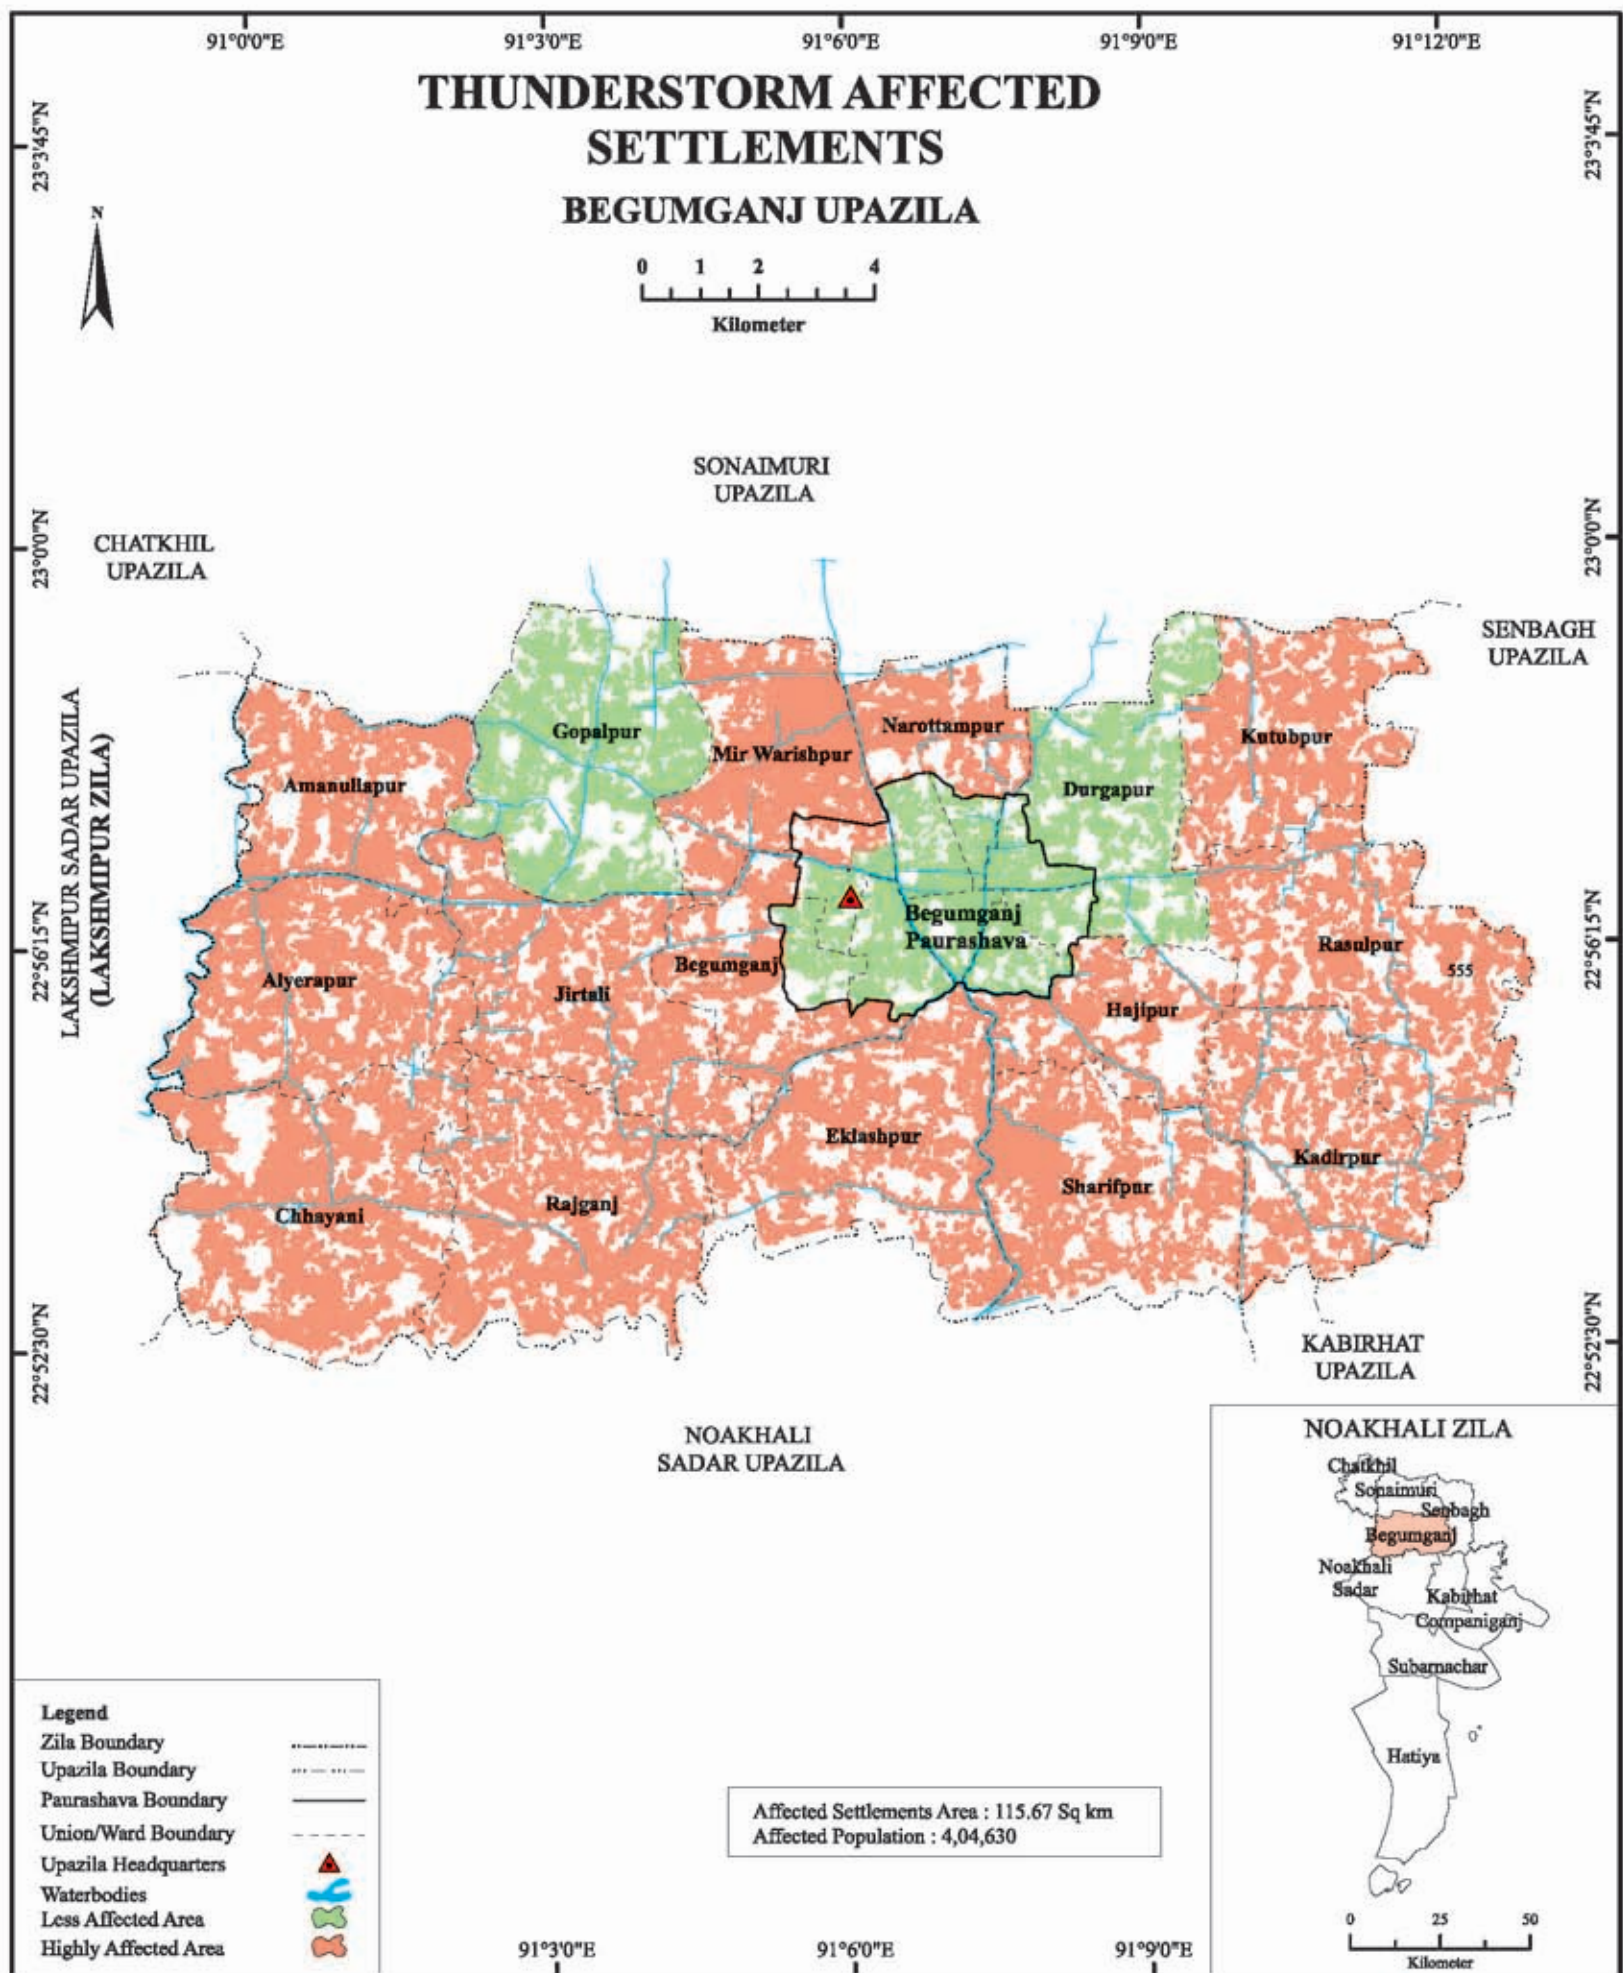 91°0'0"E
91°3'0"E
91°6'0"E
91°9'0"E
91°12'0"E
THUNDERSTORM AFFECTED
SETTLEMENTS
BEGUMGANJ UPAZILA
23°3'45"N
23°3'45"N
N
0 1 2 4
Kilometer
SONAIMURI
UPAZILA
CHATKHIL
UPAZILA
23°0'0"N
23°0'0"N
SENBAGH
UPAZILA
LAKSHMIPUR SADAR UPAZILA
(LAKSHMIPUR ZILA)
Gopalpur
Mir Warishpur
Narottampur
Kutubpur
Amanullapur
Durgapur
Begumganj
Paurashava
22°56'15"N
22°56'15"N
Alyerapur
Jirtali
Begumganj
Rasulpur
555
Hajipur
Eklashpur
Kadirpur
Chhayani
Rajganj
Sharifpur
22°52'30"N
22°52'30"N
KABIRHAT
UPAZILA
NOAKHALI
SADAR UPAZILA
NOAKHALI ZILA
Chatkhil
Sonaimuri
Senbagh
Begumganj
Noakhali
Sadar
Kabirhat
Companiganj
Subarnachar
Hatiya
0 25 50
Kilometer
Legend
Zila Boundary
Upazila Boundary
Paurashava Boundary
Union/Ward Boundary
Upazila Headquarters
Waterbodies
Less Affected Area
Highly Affected Area
Affected Settlements Area : 115.67 Sq km
Affected Population : 4,04,630
91°3'0"E
91°6'0"E
91°9'0"E